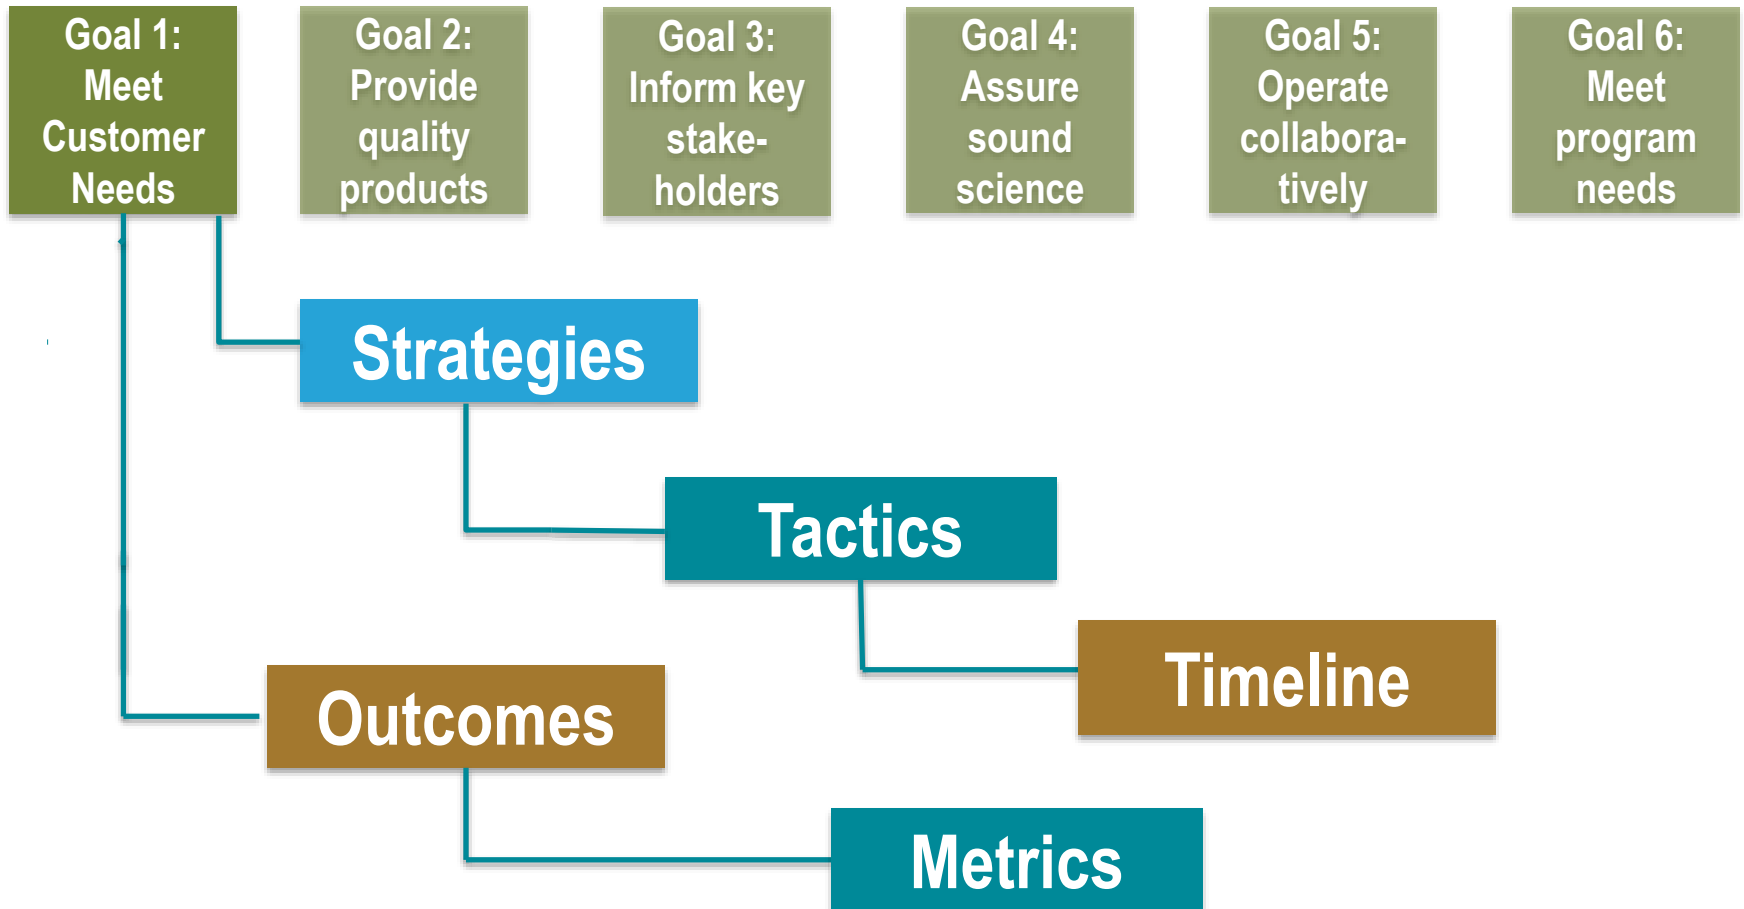 Goal 1:
Meet
Customer
Needs
Goal 2:
Provide
quality
products
Goal 3:
Inform key
stake-
holders
Goal 4:
Assure
sound
science
Goal 5:
Operate
collabora-
tively
Goal 6:
Meet
program
needs
Strategies
Tactics
Timeline
Outcomes
Metrics